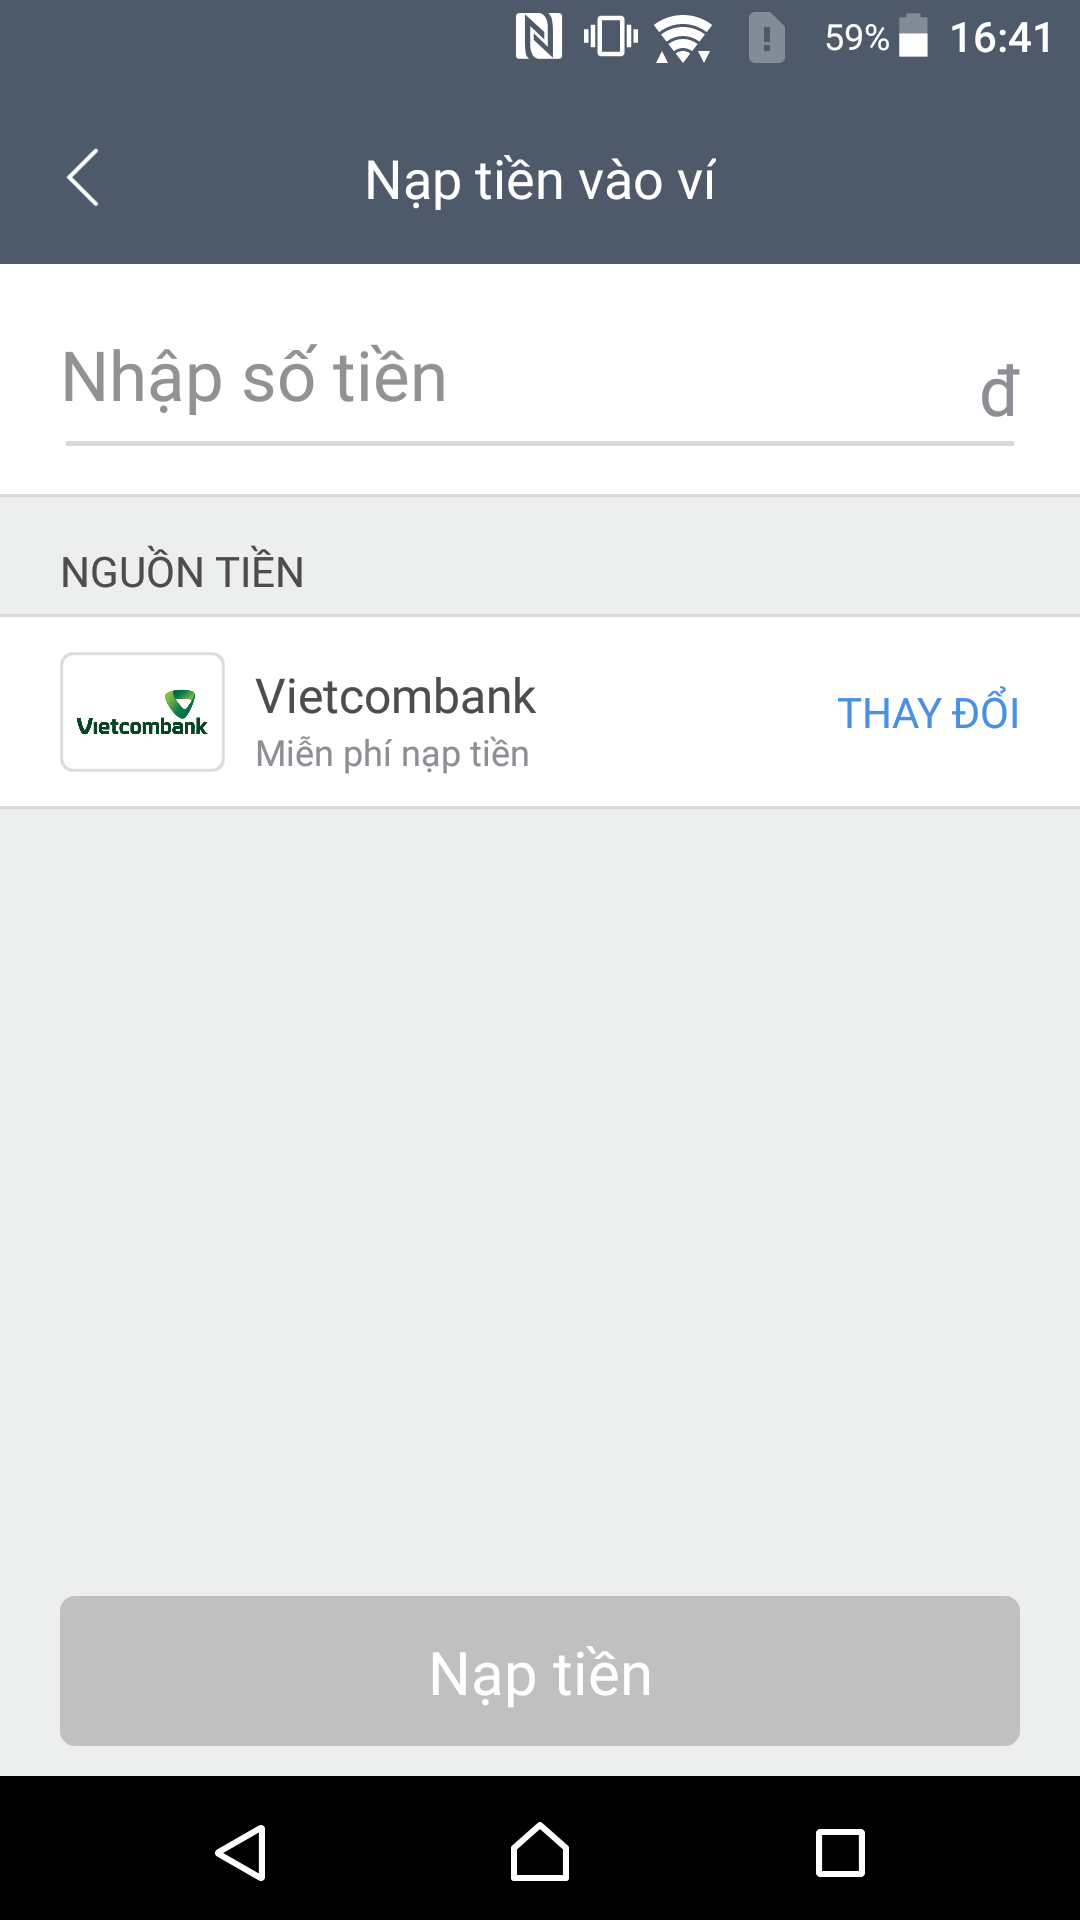 59% 16:41
Nạp tiền vào ví
Nhập số tiền đ
NGUỒN TIỀN
Vietcombank
Vietcombank
Miễn phí nạp tiền
THAY ĐỔI
Nạp tiền